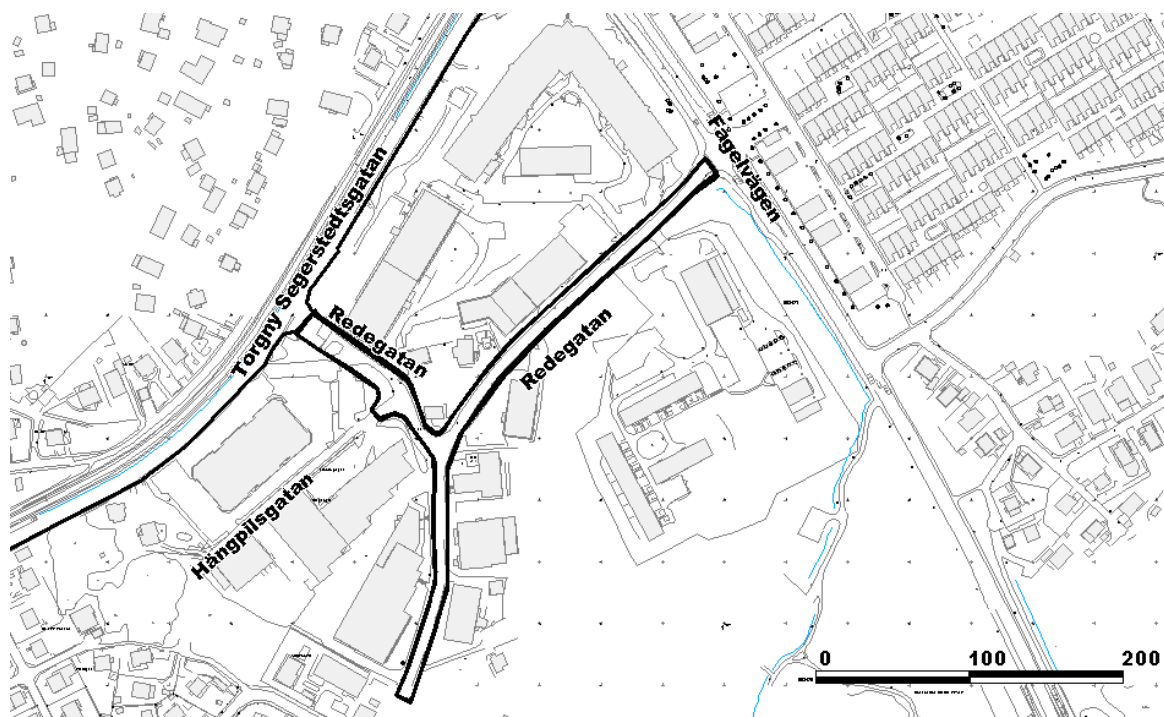 Fågelvägen
Torgny Segerstedtsgatan
Redegatan
Redegatan
Hängpilsgatan
0 100 200